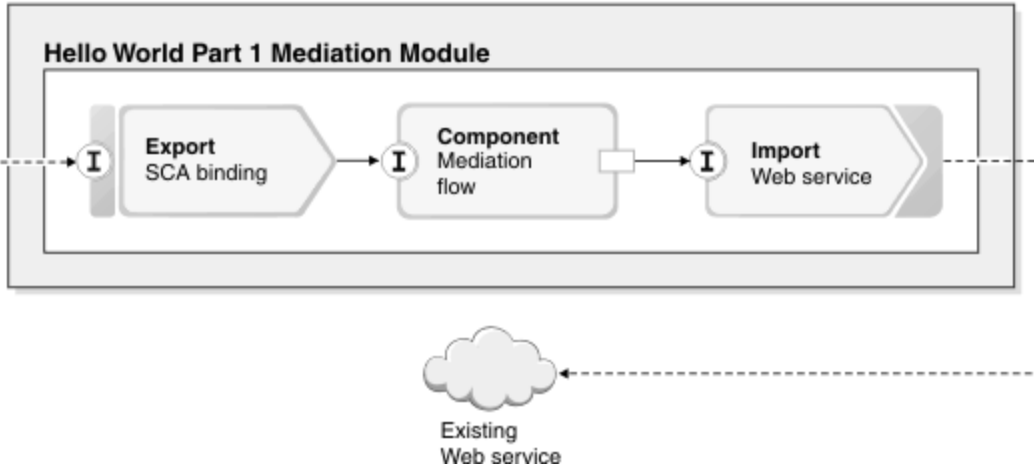 Hello World Part 1 Mediation Module
I
Export
SCA binding
I
Component
Mediation
flow
I
Import
Web service
Existing
Web service